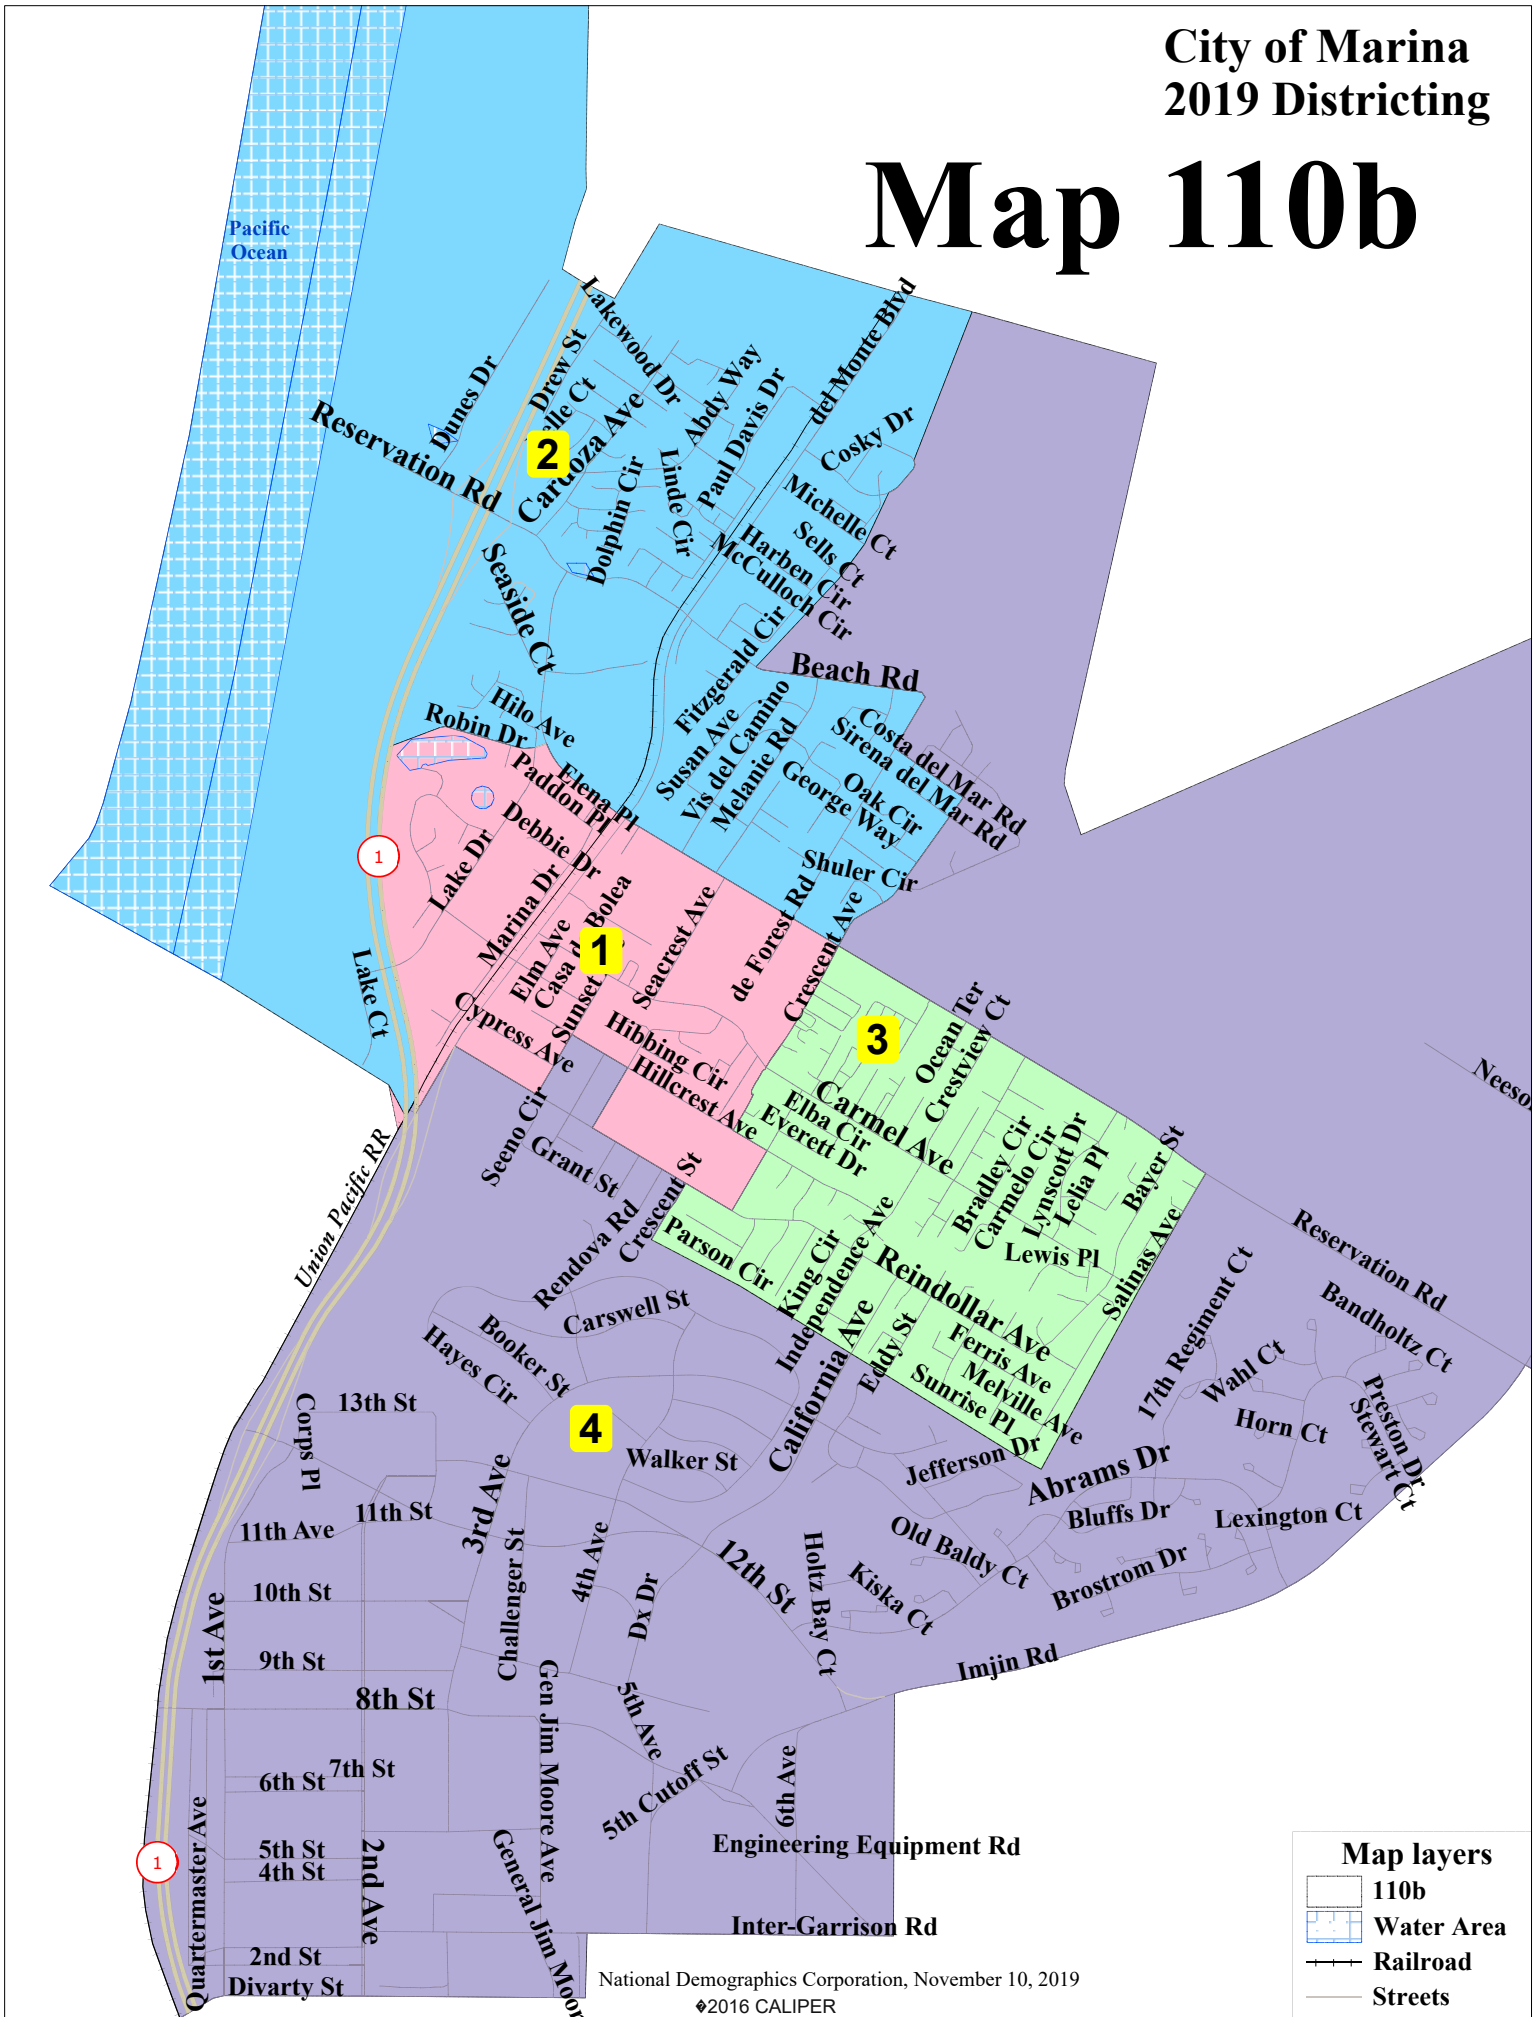 City of Marina
2019 Districting
Map 110b
Pacific
Ocean
Lakewood Dr
del Monte Blvd
Drew St
Dunes Dr
Abdy Way
Paul Davis Dr
elle Ct
Cardoza Ave
Reservation Rd
2
Cosky Dr
Linde Cir
Dolphin Cir
Michelle Ct
Sells Ct
Harben Cir
McCulloch Cir
Seaside Ct
Fitzgerald Cir
Beach Rd
Hilo Ave
Robin Dr
Susan Ave
Vis del Camino
Melanie Rd
Costa del Mar Rd
Sirena del Mar Rd
Oak Cir
George Way
Elena Pl
Paddon Pl
Debbie Dr
Shuler Cir
1
Lake Dr
Marina Dr
Elm Ave
Casa d Bolea
1
Sunset
Seacrest Ave
de Forest Rd
Crescent Ave
Lake Ct
Cypress Ave
Hibbing Cir
Hillcrest Ave
3
Ocean Ter
Crestview Ct
Carmel Ave
Elba Cir
Everett Dr
Neeso
Bradley Cir
Carmelo Cir
Lynscott Dr
Lelia Pl
Bayer St
Seeno Cir
Grant St
Union Pacific RR
Rendova Rd
Crescent St
Parson Cir
King Cir
Independence Ave
Lewis Pl
Salinas Ave
Reservation Rd
Reindollar Ave
17th Regiment Ct
Bandholtz Ct
Carswell St
Booker St
Hayes Cir
California Ave
Eddy St
Ferris Ave
Melville Ave
Sunrise Pl
Wahl Ct
Horn Ct
Preston Dr
Stewart Ct
Corps Pl
13th St
4
Walker St
Jefferson Dr
Abrams Dr
Bluffs Dr
Lexington Ct
3rd Ave
11th St
11th Ave
Challenger St
4th Ave
12th St
Holtz Bay Ct
Old Baldy Ct
Kiska Ct
Brostrom Dr
10th St
Dx Dr
1st Ave
9th St
Imjin Rd
8th St
Gen Jim Moore Ave
5th Ave
7th St
6th St
5th Cutoff St
6th Ave
Quartermaster Ave
5th St
4th St
2nd Ave
Engineering Equipment Rd
1
General Jim Moor
Inter-Garrison Rd
2nd St
Divarty St
Map layers
110b
Water Area
Railroad
Streets
National Demographics Corporation, November 10, 2019
�2016 CALIPER